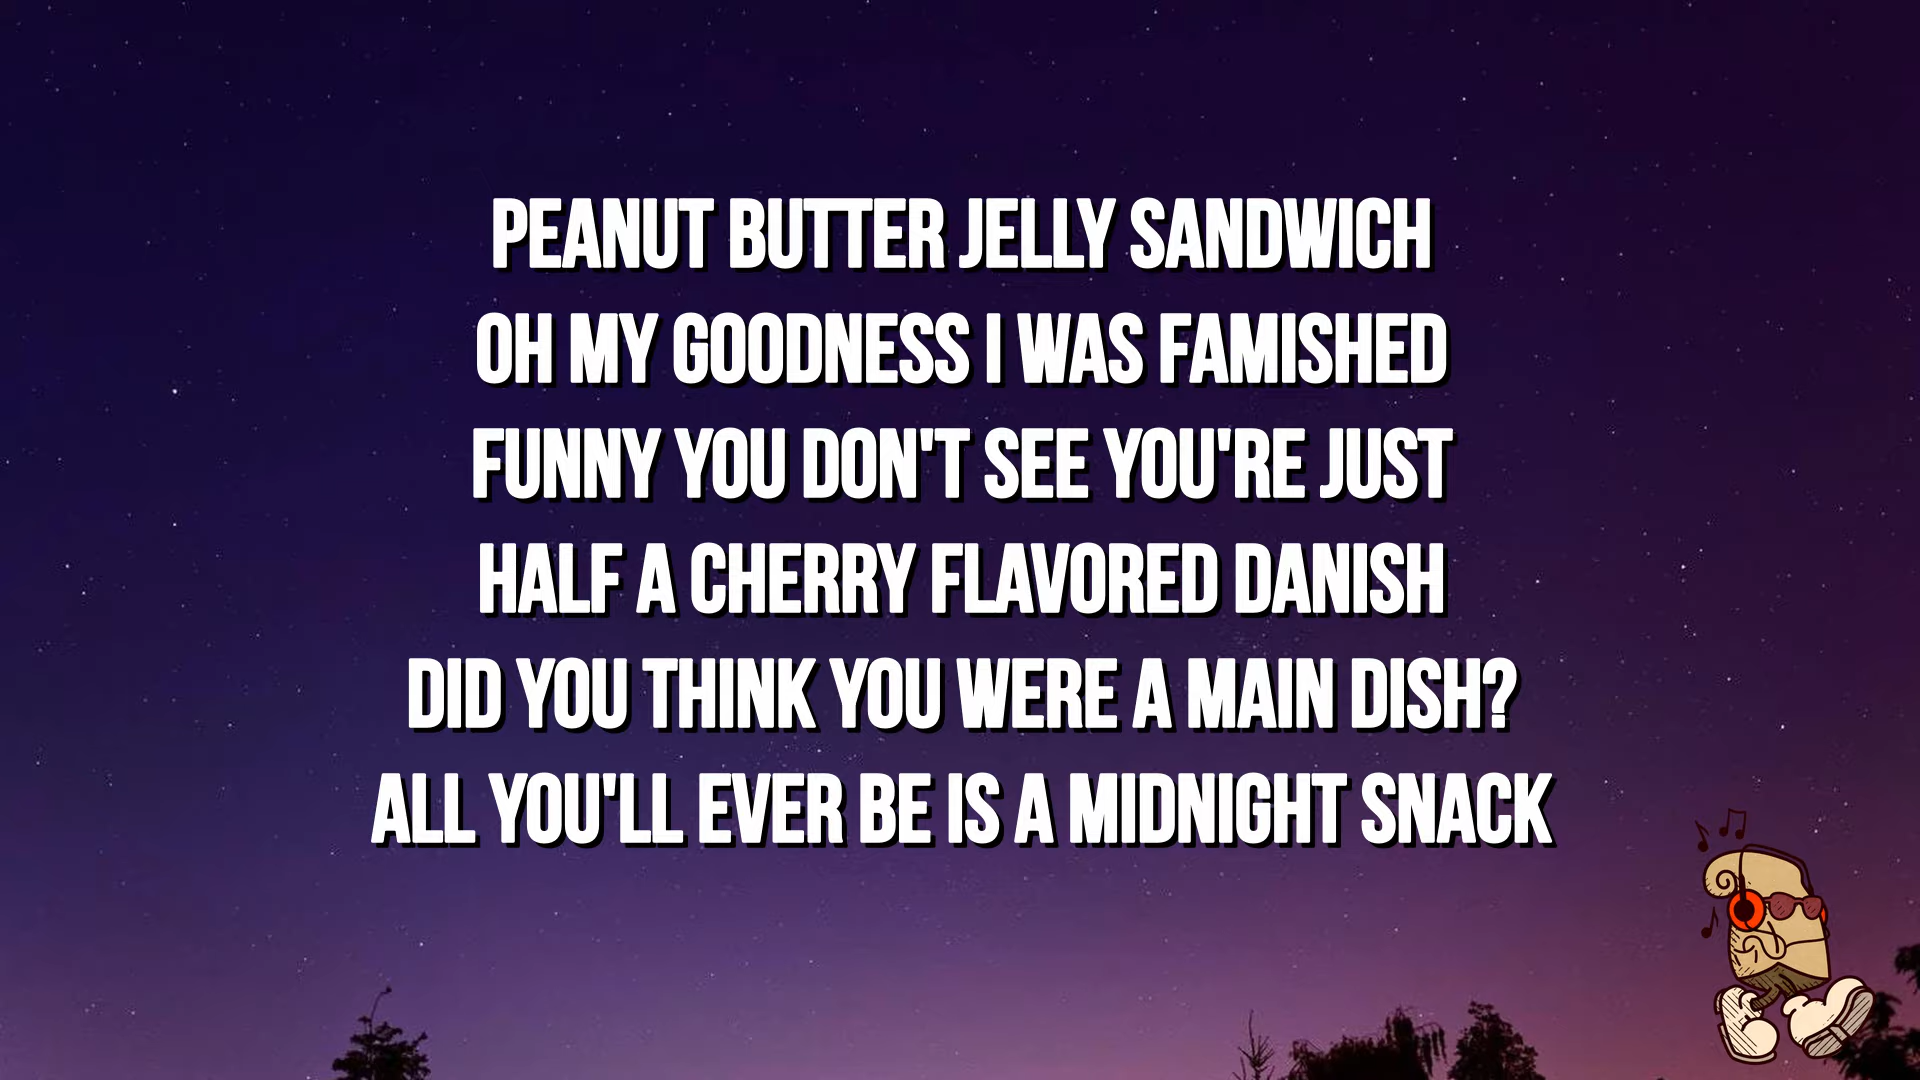 PEANUT BUTTER JELLY SANDWICH
OH MY GOODNESS I WAS FAMISHED
FUNNY YOU DON'T SEE YOU'RE JUST
HALF A CHERRY FLAVORED DANISH
DID YOU THINK YOU WERE A MAIN DISH?
ALL YOU'LL EVER BE IS A MIDNIGHT SNACK